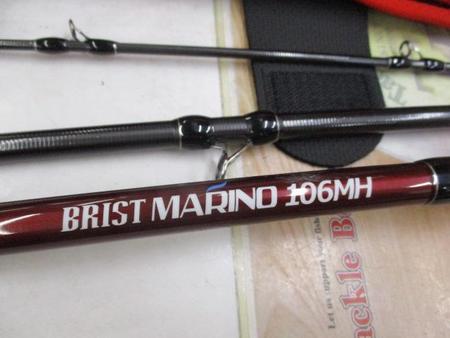 BRIST MARINO 106MH
Let us support your fish
ackle B